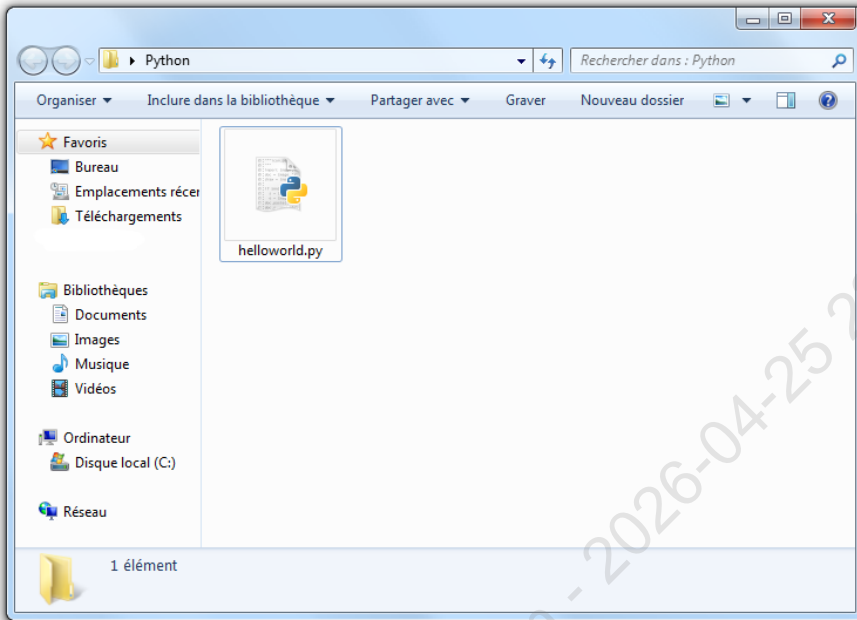 Python
Rechercher dans : Python
Organiser
Inclure dans la bibliothèque
Partager avec
Graver
Nouveau dossier
Favoris
Bureau
Emplacements
Téléchargements
Bibliothèques
Documents
Images
Musique
Vidéos
Ordinateur
Disque local (C:)
Réseau
helloworld.py
1 élément
- 2026-04-25